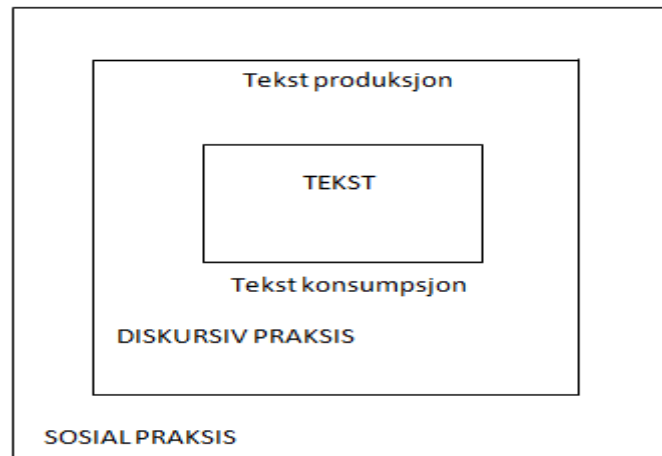 Tekst produksjon
TEKST
Tekst konsumpsjon
DISKURSIV PRAKSIS
SOSIAL PRAKSIS